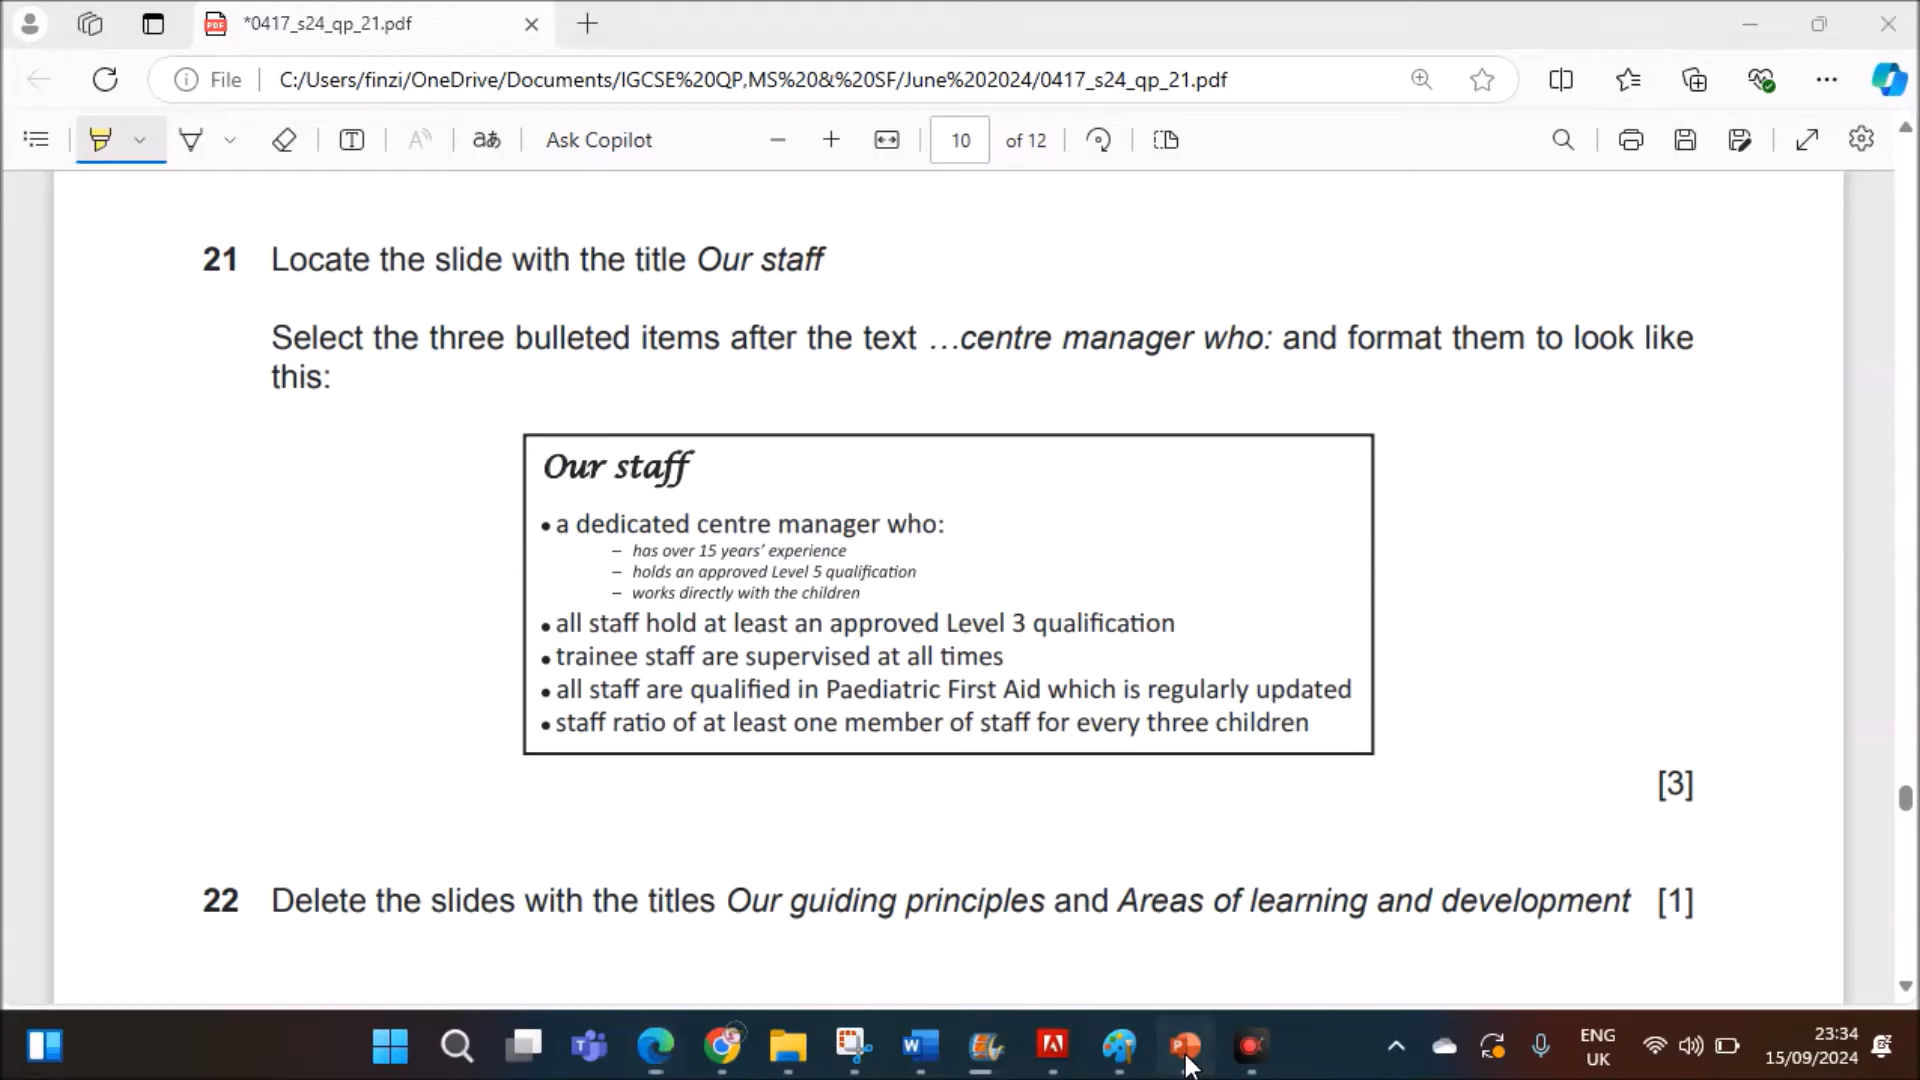 *0417_s24_qp_21.pdf
File
C:/Users/finzi/OneDrive/Documents/IGCSE%20QP,MS%20&%20SF/June%202024/0417_s24_qp_21.pdf
Ask Copilot
10 of 12
21 Locate the slide with the title Our staff
Select the three bulleted items after the text …centre manager who: and format them to look like
this:
Our staff
• a dedicated centre manager who:
– has over 15 years’ experience
– holds an approved Level 5 qualification
– works directly with the children
• all staff hold at least an approved Level 3 qualification
• trainee staff are supervised at all times
• all staff are qualified in Paediatric First Aid which is regularly updated
• staff ratio of at least one member of staff for every three children
[3]
22 Delete the slides with the titles Our guiding principles and Areas of learning and development [1]
ENG
UK
23:34
15/09/2024